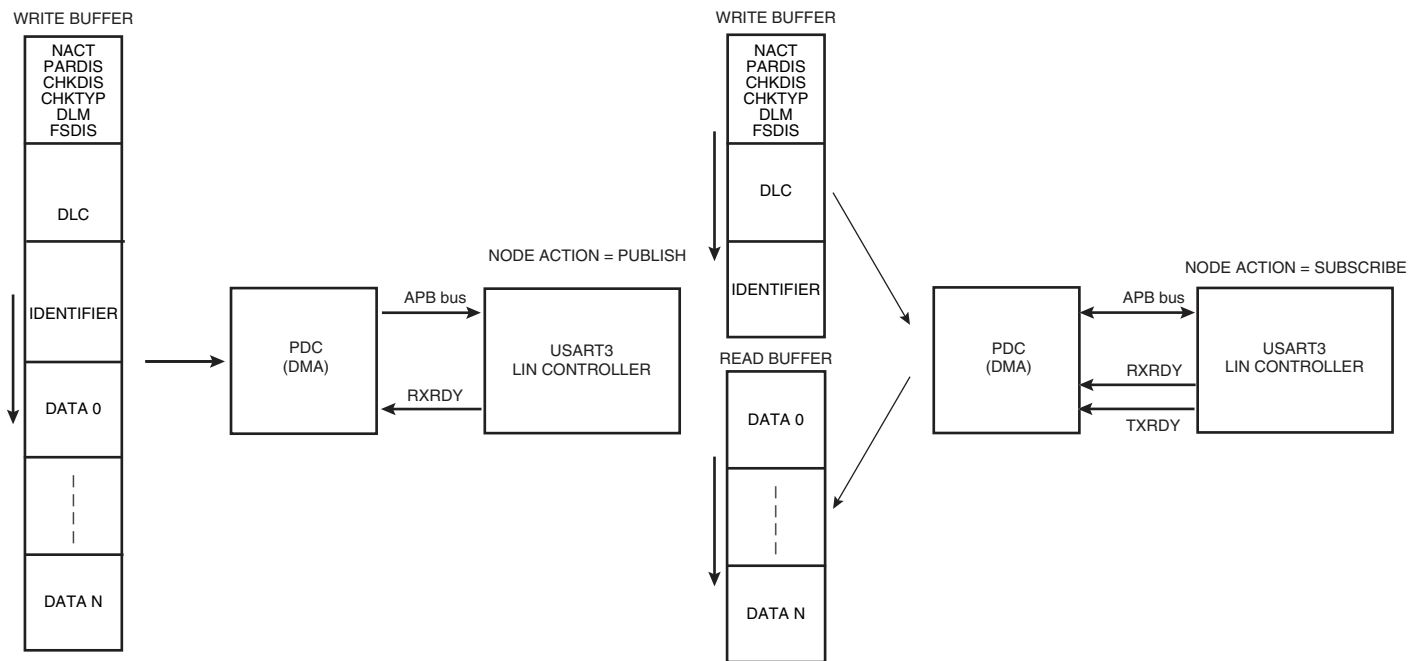 WRITE BUFFER
NACT
PARDIS
CHKDIS
CHKTYP
DLM
FSDIS
DLC
IDENTIFIER
DATA 0
DATA N
NODE ACTION = PUBLISH
PDC
(DMA)
APB bus
RXRDY
USART3
LIN CONTROLLER
WRITE BUFFER
NACT
PARDIS
CHKDIS
CHKTYP
DLM
FSDIS
DLC
IDENTIFIER
READ BUFFER
DATA 0
DATA N
NODE ACTION = SUBSCRIBE
PDC
(DMA)
APB bus
RXRDY
TXRDY
USART3
LIN CONTROLLER